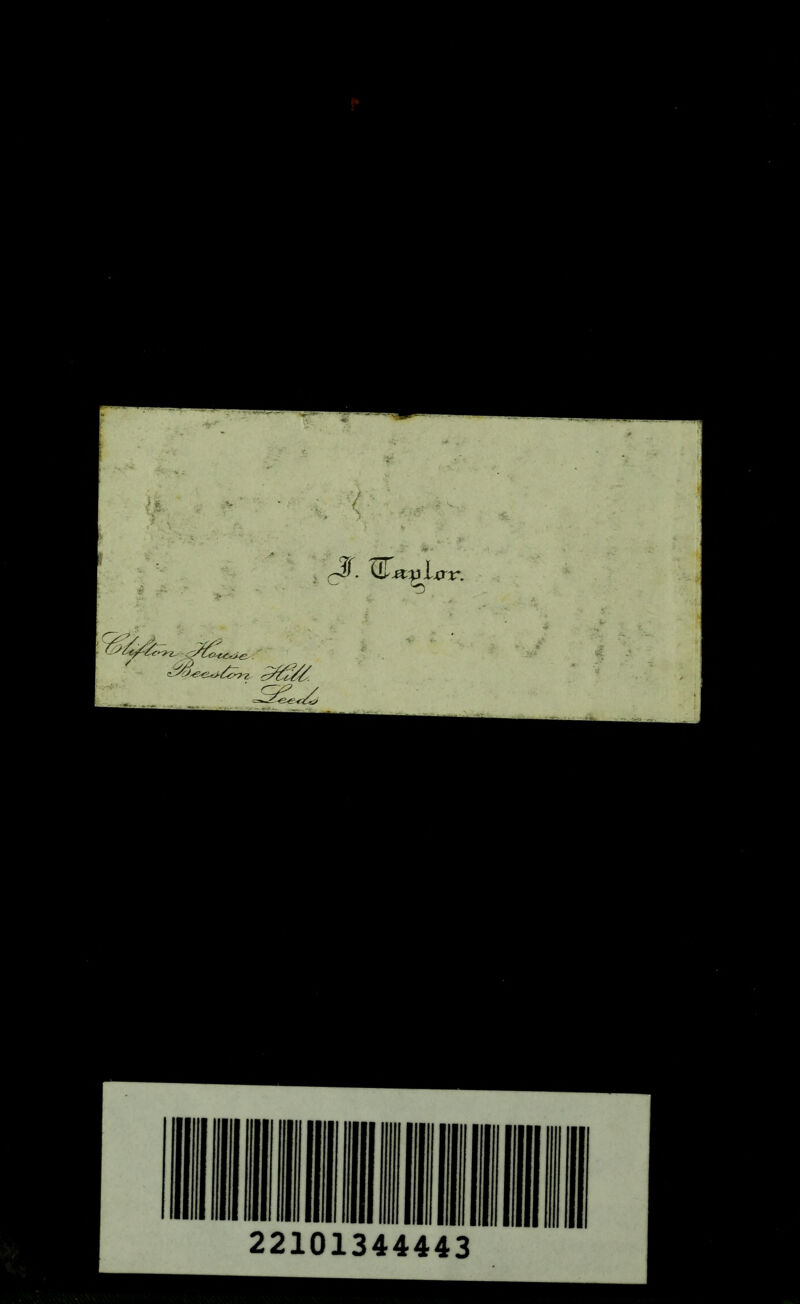 J. Taylor.
Clifton House.
Beeston Hill.
Leeds
22101344443